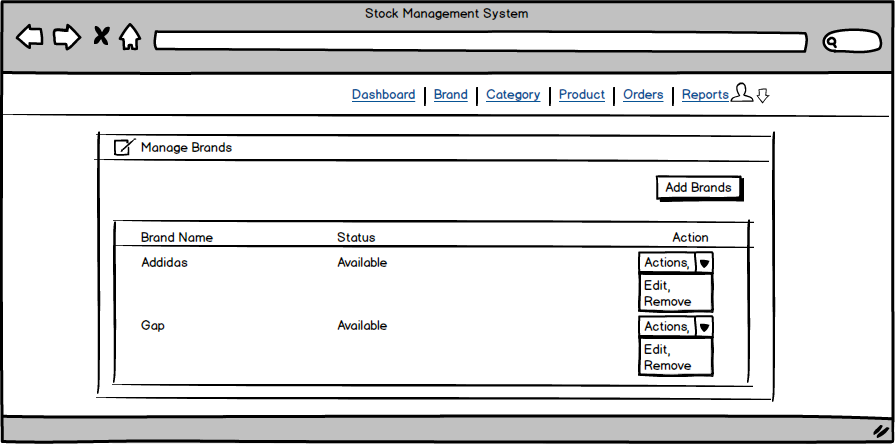 Stock Management System
Dashboard Brand Category Product Orders Reports
Manage Brands
Add Brands
Brand Name Status Action
Addidas Available Actions,
Edit,
Remove
Gap Available Actions,
Edit,
Remove